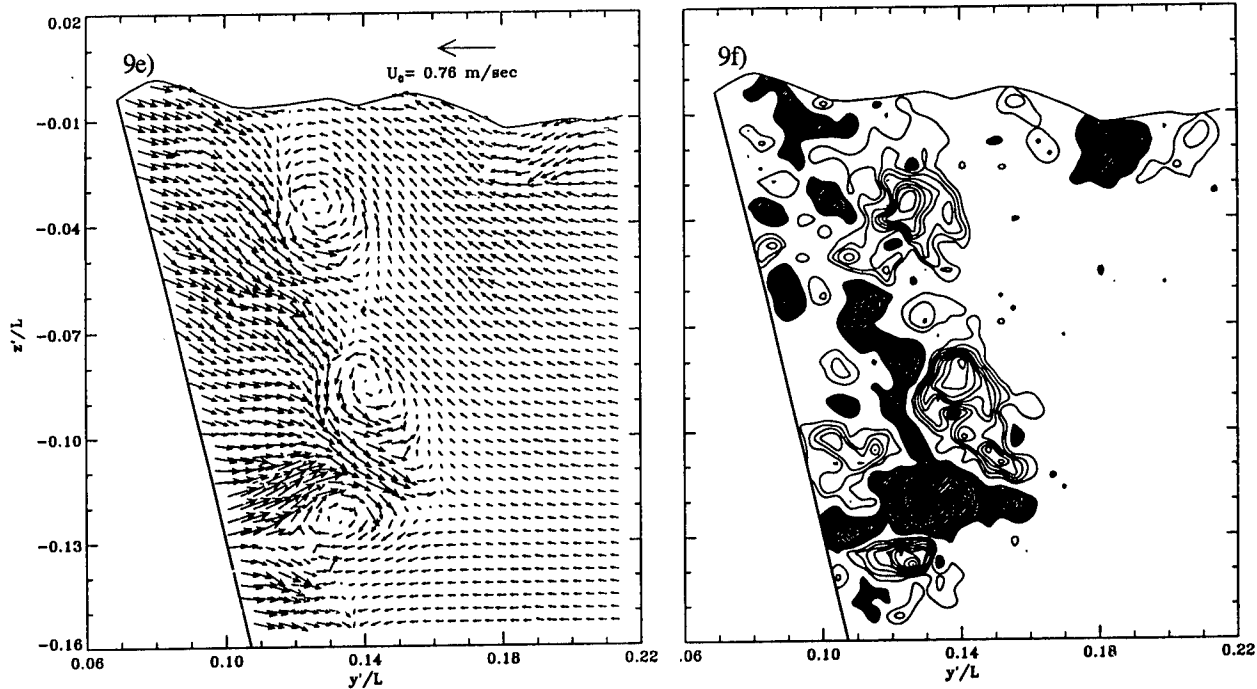 9e)
U₀= 0.76 m/sec
0.02
-0.01
-0.04
-0.07
-0.10
-0.13
-0.16
z'/L
0.06 0.10 0.14 0.18 0.22
y'/L
9f)
.06 0.10 0.14 0.18 0.22
y'/L